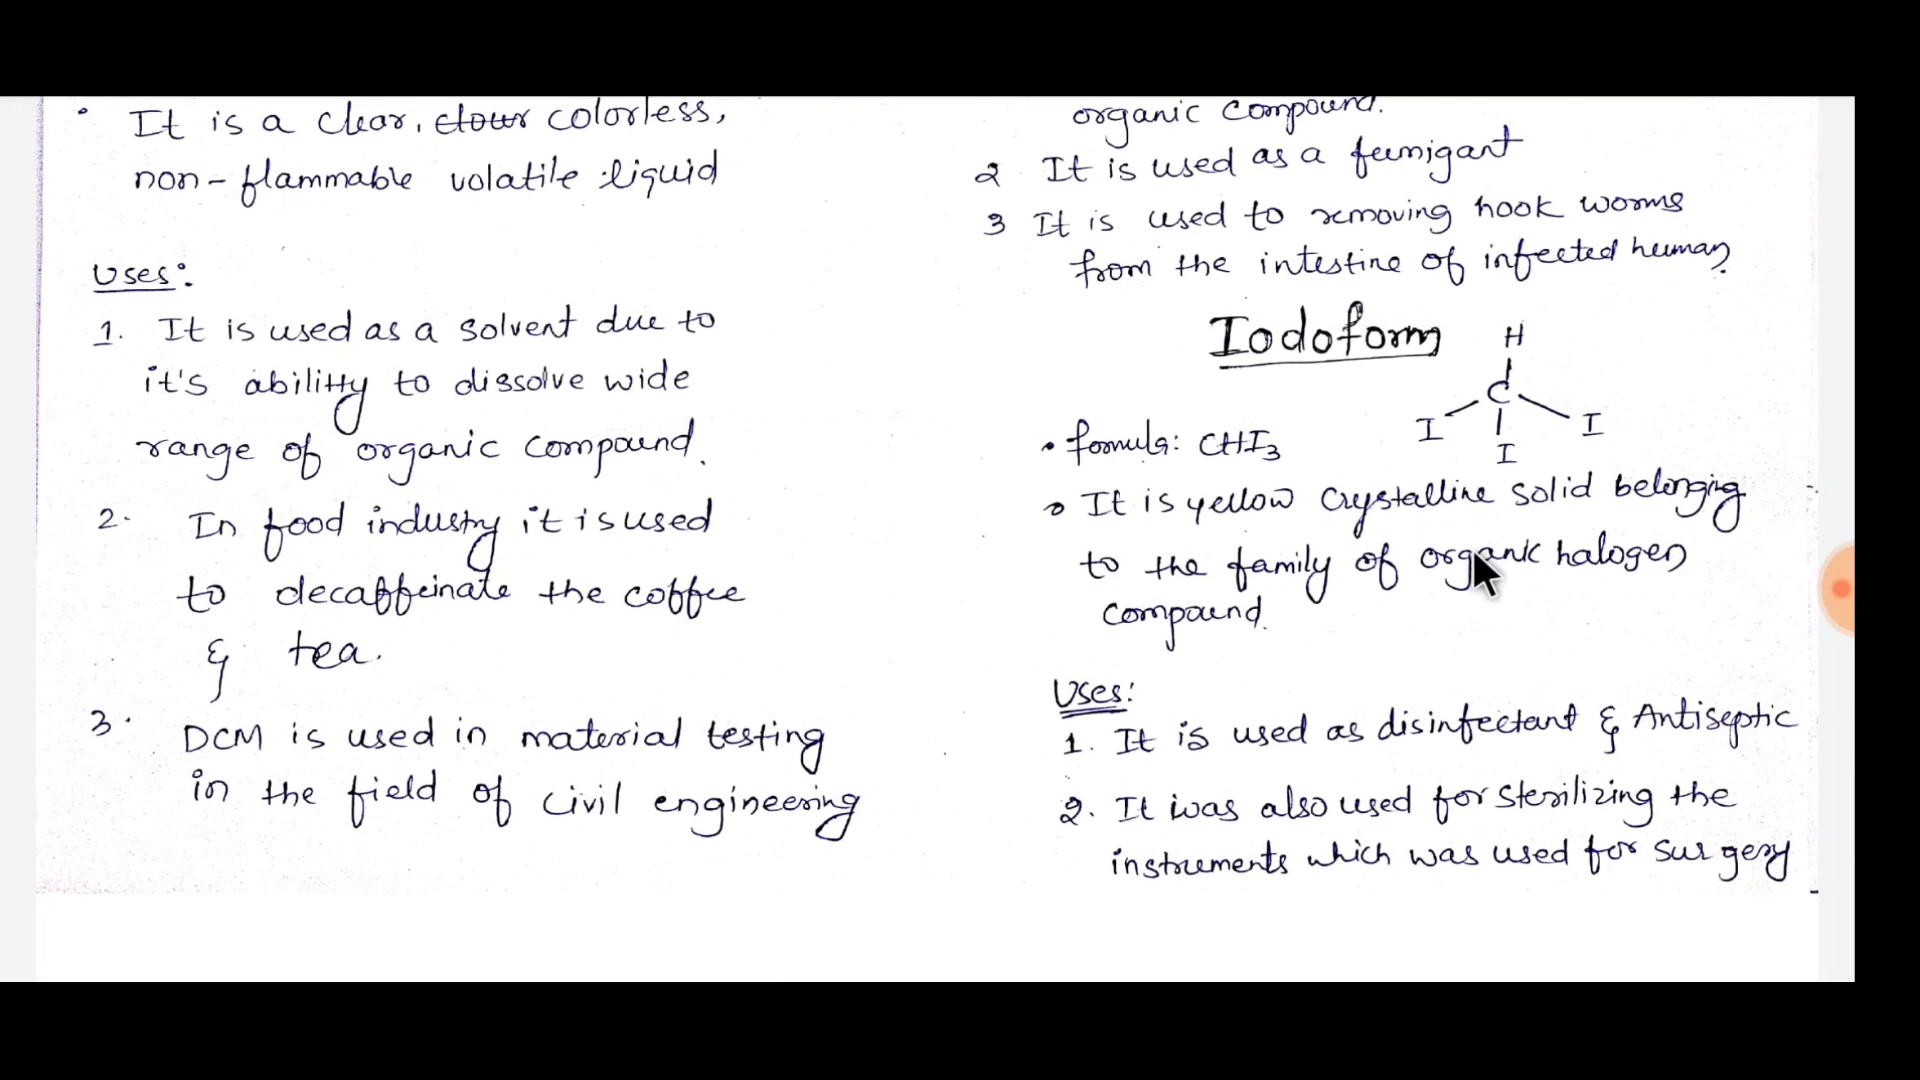 • It is a clear, clour colorless,
non-flammable volatile liquid
Uses:
1. It is used as a solvent due to
it's abilitty to dissolve wide
range of organic compound.
2. In food industry it is used
to decaffeinate the coffee
& tea.
3. DCM is used in material testing
in the field of civil engineering
organic compound.
2 It is used as a fumigant
3 It is used to removing hook worms
from the intestine of infected human
Iodoform
H
C
I I
I
• formula: CHI3
• It is yellow crystalline solid belonging
to the family of organic halogen
compound.
Uses:
1. It is used as disinfectant & Antiseptic
2. It was also used for sterilizing the
instruments which was used for surgery